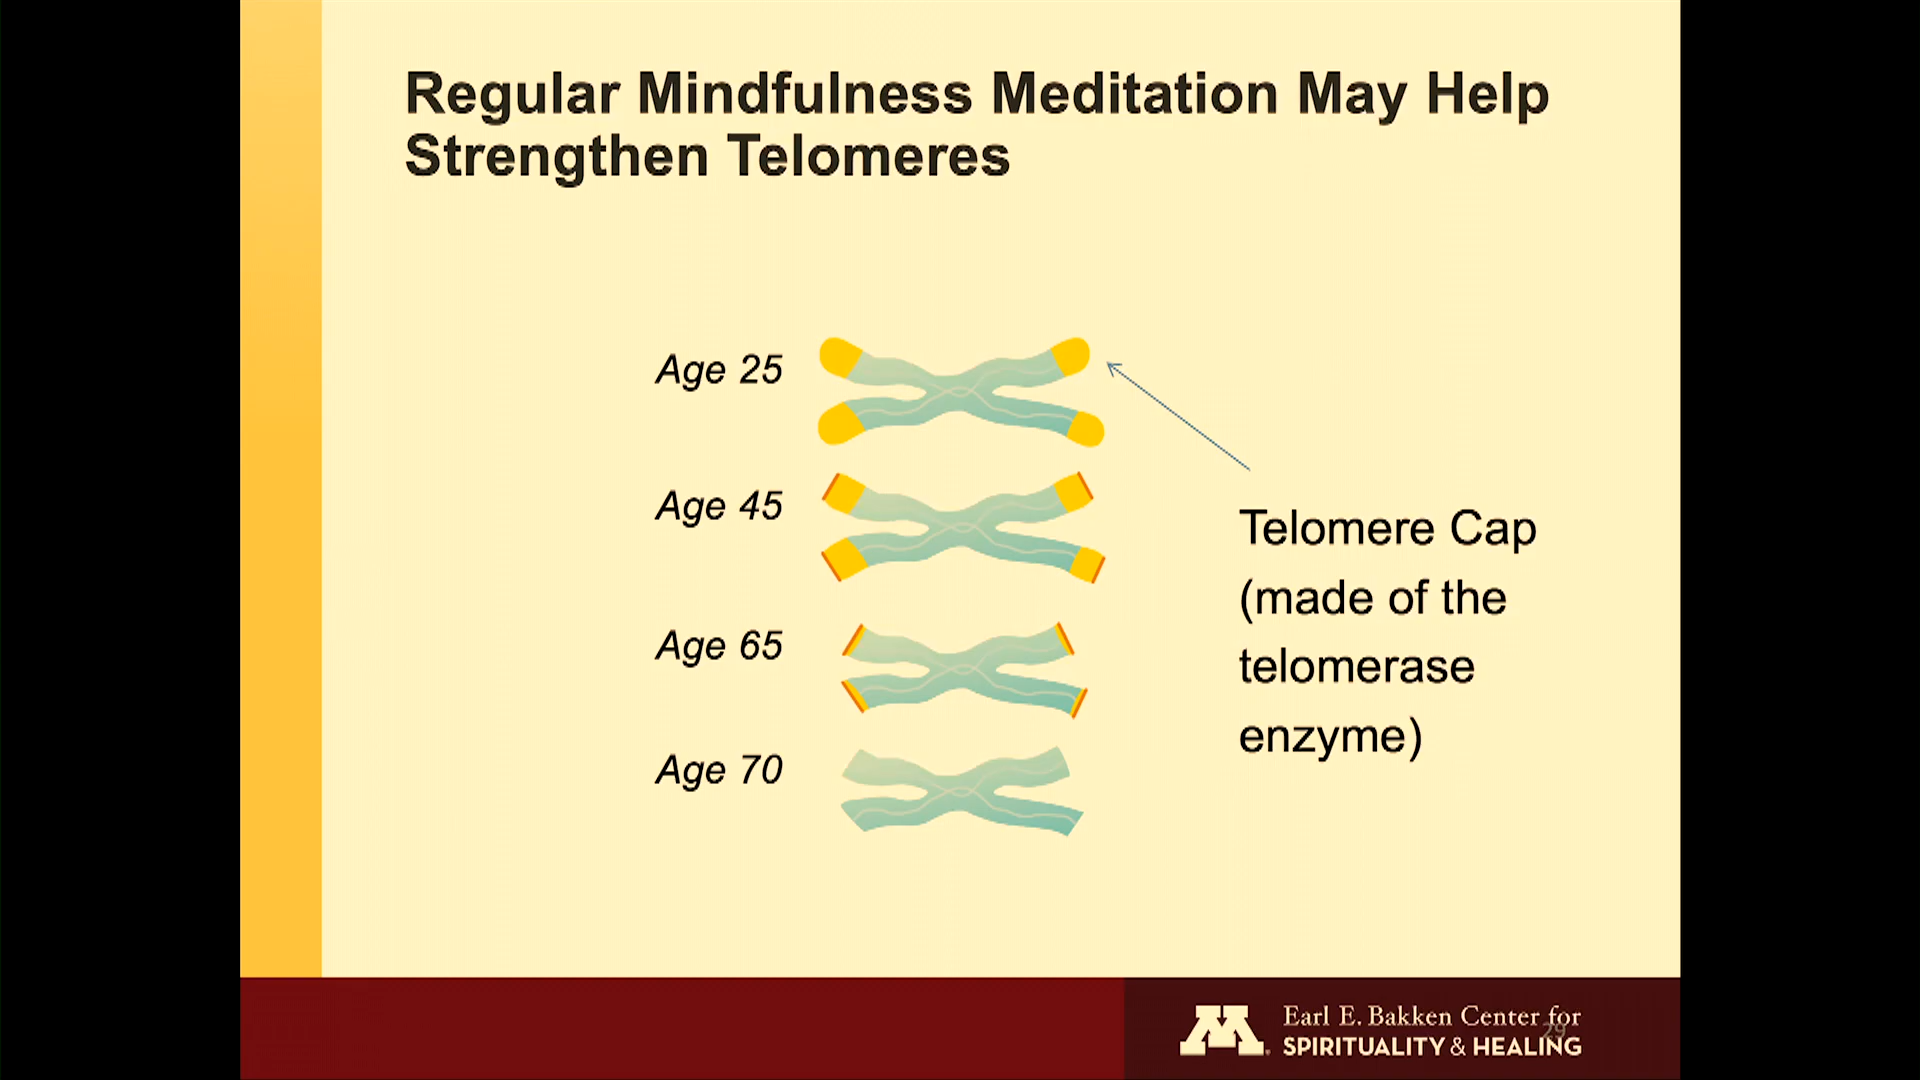 Regular Mindfulness Meditation May Help
Strengthen Telomeres
Age 25
Age 45
Age 65
Age 70
Telomere Cap
(made of the
telomerase
enzyme)
M
Earl E. Bakken Center for
SPIRITUALITY & HEALING
29